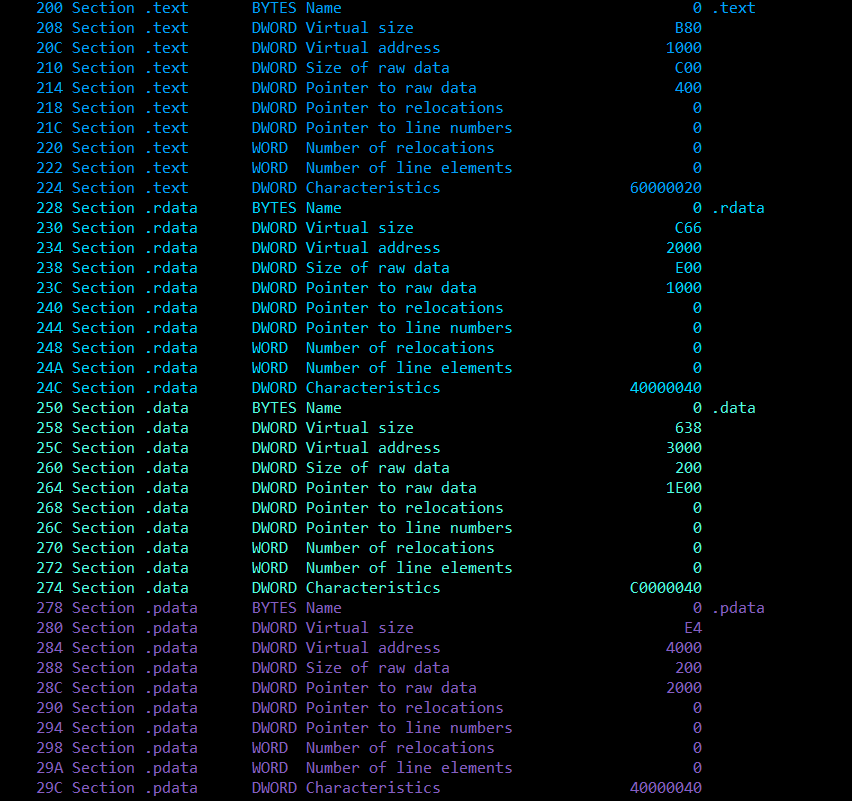 200 Section .text BYTES Name 0 .text
208 Section .text DWORD Virtual size B80
20C Section .text DWORD Virtual address 1000
210 Section .text DWORD Size of raw data C00
214 Section .text DWORD Pointer to raw data 400
218 Section .text DWORD Pointer to relocations 0
21C Section .text DWORD Pointer to line numbers 0
220 Section .text WORD Number of relocations 0
222 Section .text WORD Number of line elements 0
224 Section .text DWORD Characteristics 60000020
228 Section .rdata BYTES Name 0 .rdata
230 Section .rdata DWORD Virtual size C66
234 Section .rdata DWORD Virtual address 2000
238 Section .rdata DWORD Size of raw data E00
23C Section .rdata DWORD Pointer to raw data 1000
240 Section .rdata DWORD Pointer to relocations 0
244 Section .rdata DWORD Pointer to line numbers 0
248 Section .rdata WORD Number of relocations 0
24A Section .rdata WORD Number of line elements 0
24C Section .rdata DWORD Characteristics 40000040
250 Section .data BYTES Name 0 .data
258 Section .data DWORD Virtual size 638
25C Section .data DWORD Virtual address 3000
260 Section .data DWORD Size of raw data 200
264 Section .data DWORD Pointer to raw data 1E00
268 Section .data DWORD Pointer to relocations 0
26C Section .data DWORD Pointer to line numbers 0
270 Section .data WORD Number of relocations 0
272 Section .data WORD Number of line elements 0
274 Section .data DWORD Characteristics C0000040
278 Section .pdata BYTES Name 0 .pdata
280 Section .pdata DWORD Virtual size E4
284 Section .pdata DWORD Virtual address 4000
288 Section .pdata DWORD Size of raw data 200
28C Section .pdata DWORD Pointer to raw data 2000
290 Section .pdata DWORD Pointer to relocations 0
294 Section .pdata DWORD Pointer to line numbers 0
298 Section .pdata WORD Number of relocations 0
29A Section .pdata WORD Number of line elements 0
29C Section .pdata DWORD Characteristics 40000040